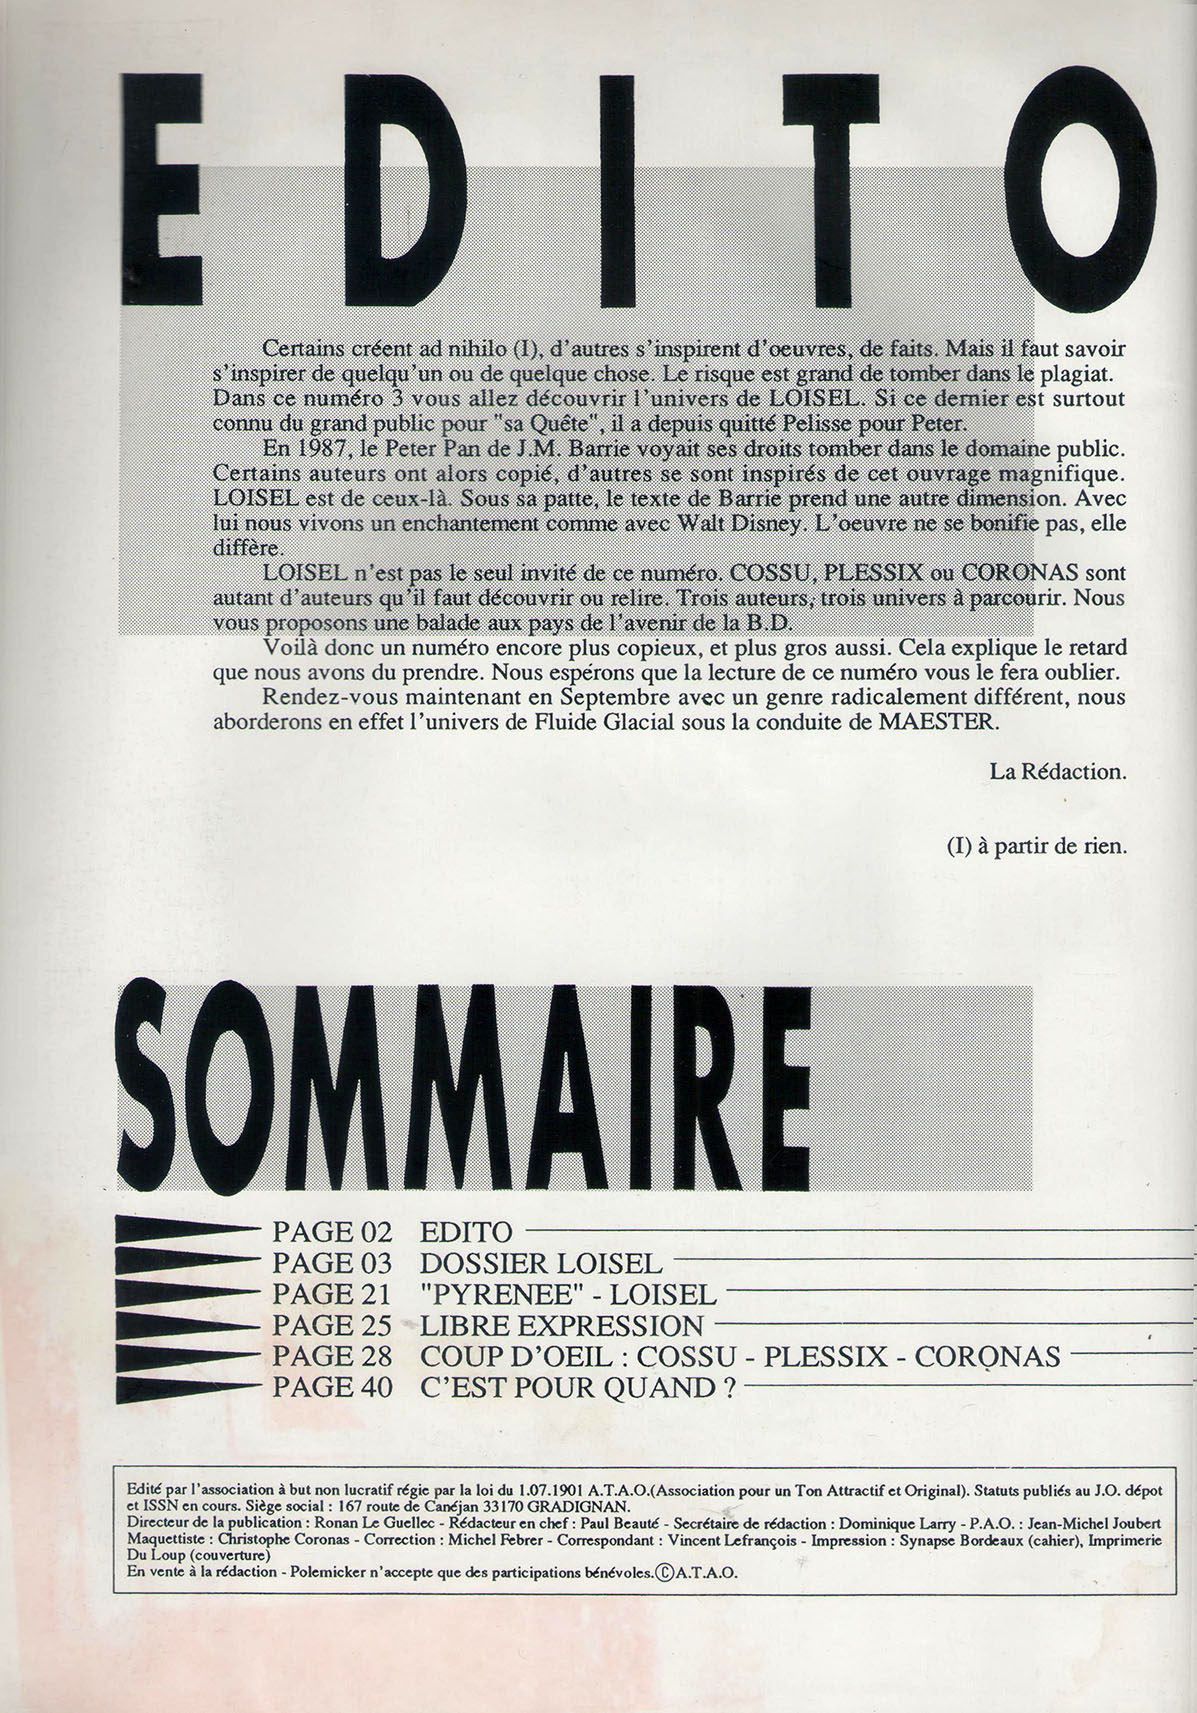 EDITO
Certains créent ad nihilo (I), d'autres s'inspirent d'oeuvres, de faits. Mais il faut savoir
s'inspirer de quelqu'un ou de quelque chose. Le risque est grand de tomber dans le plagiat.
Dans ce numéro 3 vous allez découvrir l'univers de LOISEL. Si ce dernier est surtout
connu du grand public pour "sa Quête", il a depuis quitté Pelisse pour Peter.
En 1987, le Peter Pan de J.M. Barrie voyait ses droits tomber dans le domaine public.
Certains auteurs ont alors copié, d'autres se sont inspirés de cet ouvrage magnifique.
LOISEL est de ceux-là. Sous sa patte, le texte de Barrie prend une autre dimension. Avec
lui nous vivons un enchantement comme avec Walt Disney. L'oeuvre ne se bonifie pas, elle
diffère.
LOISEL n'est pas le seul invité de ce numéro. COSSU, PLESSIX ou CORONAS sont
autant d'auteurs qu'il faut découvrir ou relire. Trois auteurs, trois univers à parcourir. Nous
vous proposons une balade aux pays de l'avenir de la B.D.
Voilà donc un numéro encore plus copieux, et plus gros aussi. Cela explique le retard
que nous avons du prendre. Nous espérons que la lecture de ce numéro vous le fera oublier.
Rendez-vous maintenant en Septembre avec un genre radicalement différent, nous
aborderons en effet l'univers de Fluide Glacial sous la conduite de MAESTER.
La Rédaction.
(I) à partir de rien.
SOMMAIRE
PAGE 02 EDITO
PAGE 03 DOSSIER LOISEL
PAGE 21 "PYRENEE" - LOISEL
PAGE 25 LIBRE EXPRESSION
PAGE 28 COUP D'OEIL : COSSU - PLESSIX - CORONAS
PAGE 40 C'EST POUR QUAND ?
Edité par l'association à but non lucratif régie par la loi du 1.07.1901 A.T.A.O.(Association pour un Ton Attractif et Original). Statuts publiés au J.O. dépot
et ISSN en cours. Siège social : 167 route de Canéjan 33170 GRADIGNAN.
Directeur de la publication : Ronan Le Guellec - Rédacteur en chef : Paul Beauté - Secrétaire de rédaction : Dominique Larry - P.A.O. : Jean-Michel Joubert
Maquettiste : Christophe Coronas - Correction : Michel Febrer - Correspondant : Vincent Lefrançois - Impression : Synapse Bordeaux (cahier), Imprimerie
Du Loup (couverture)
En vente à la rédaction - Polemicker n'accepte que des participations bénévoles.©A.T.A.O.